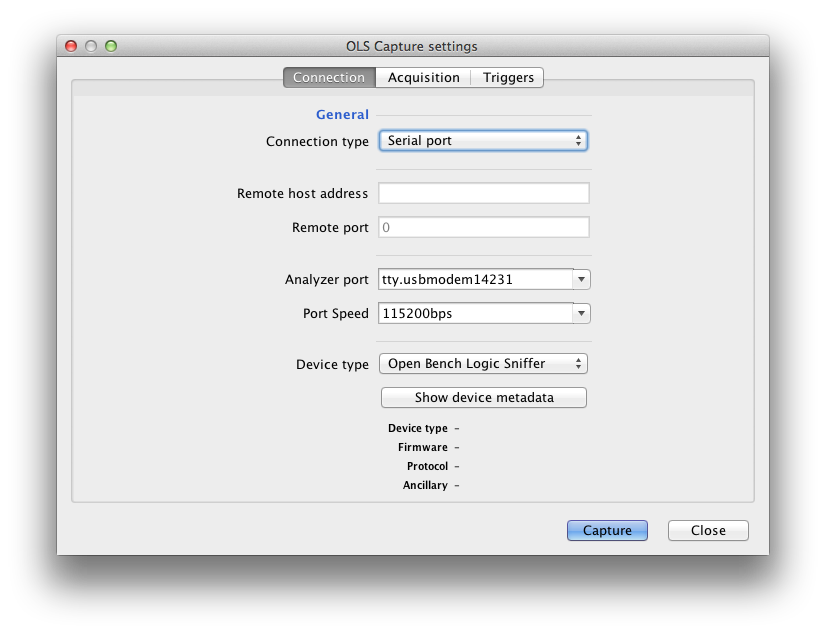 OLS Capture settings
Connection Acquisition Triggers
General
Connection type Serial port
Remote host address
Remote port 0
Analyzer port tty.usbmodem14231
Port Speed 115200bps
Device type Open Bench Logic Sniffer
Show device metadata
Device type -
Firmware -
Protocol -
Ancillary -
Capture Close